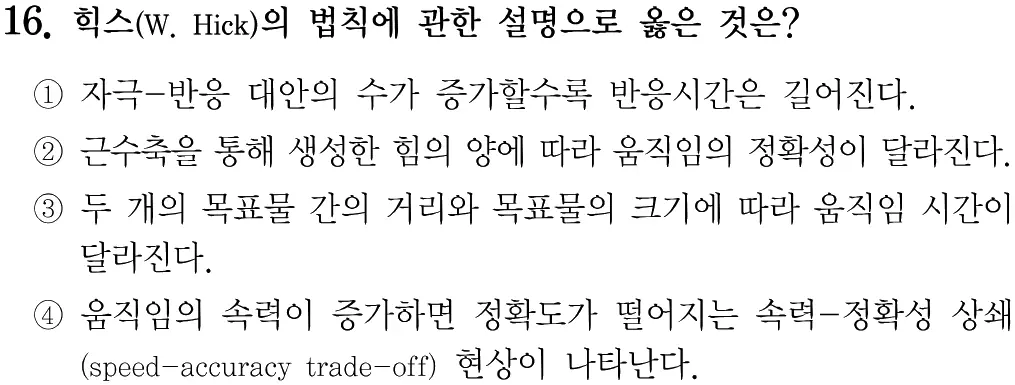 16. 힉스(W. Hick)의 법칙에 관한 설명으로 옳은 것은?
① 자극-반응 대안의 수가 증가할수록 반응시간은 길어진다.
② 근수축을 통해 생성한 힘의 양에 따라 움직임의 정확성이 달라진다.
③ 두 개의 목표물 간의 거리와 목표물의 크기에 따라 움직임 시간이
달라진다.
④ 움직임의 속력이 증가하면 정확도가 떨어지는 속력-정확성 상쇄
(speed-accuracy trade-off) 현상이 나타난다.